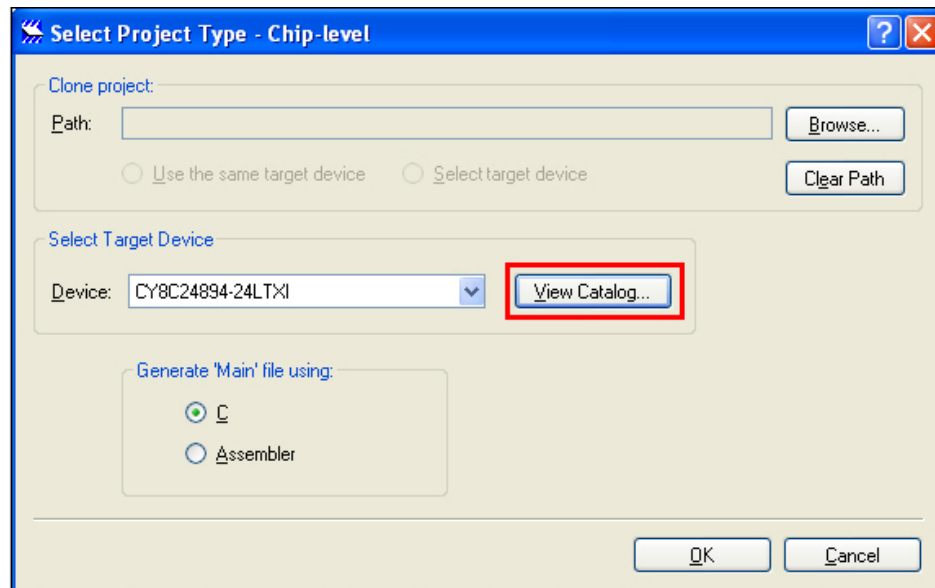 Select Project Type - Chip-level
Clone project:
Path:
Browse...
Use the same target device
Select target device
Clear Path
Select Target Device
Device:
CY8C24894-24LTXI
View Catalog...
Generate 'Main' file using:
C
Assembler
OK
Cancel